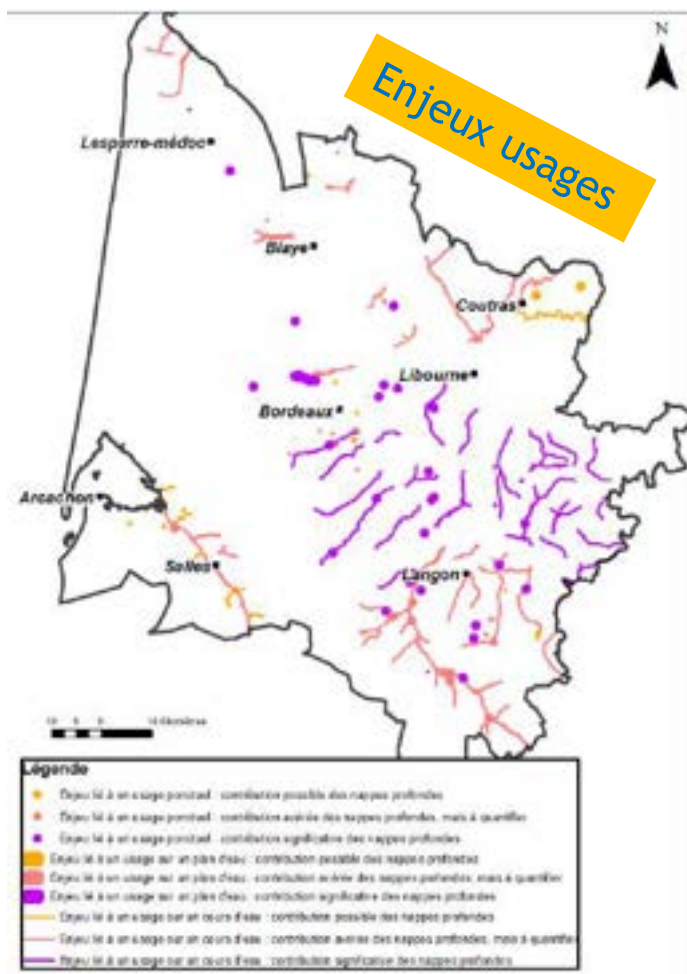 N
Enjeux usages
Lesparre-médoc
Blaye
Coutras
Libourne
Bordeaux
Arcachon
Salles
Langon
10 5 0 10 Kilomètres
Légende
Enjeu lié à un usage ponctuel : contribution possible des nappes profondes
Enjeu lié à un usage ponctuel : contribution avérée des nappes profondes, mais à quantifier
Enjeu lié à un usage ponctuel : contribution significative des nappes profondes
Enjeu lié à un usage sur un plan d'eau : contribution possible des nappes profondes
Enjeu lié à un usage sur un plan d'eau : contribution avérée des nappes profondes, mais à quantifier
Enjeu lié à un usage sur un plan d'eau : contribution significative des nappes profondes
Enjeu lié à un usage sur un cours d'eau : contribution possible des nappes profondes
Enjeu lié à un usage sur un cours d'eau : contribution avérée des nappes profondes, mais à quantifier
Enjeu lié à un usage sur un cours d'eau : contribution significative des nappes profondes